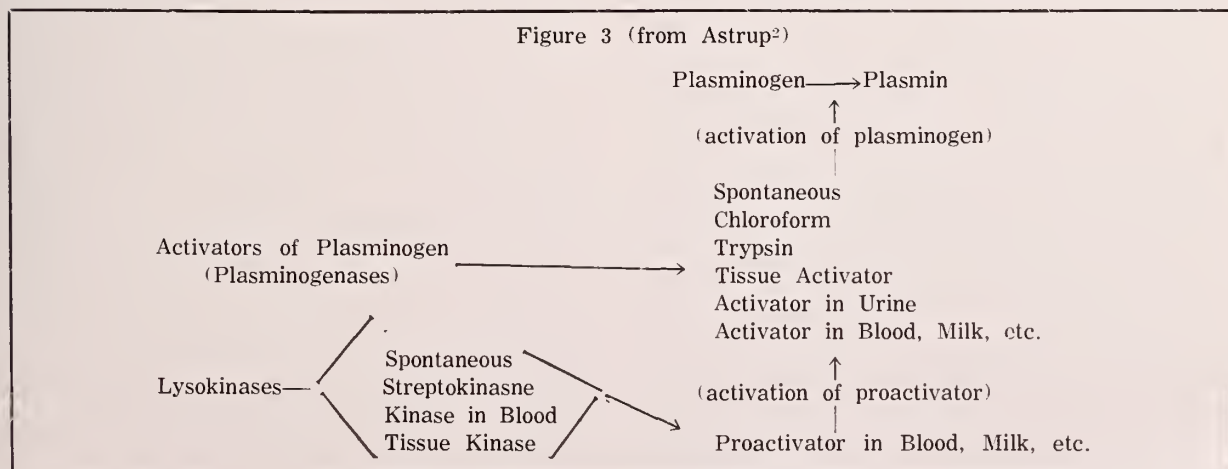 Figure 3 (from Astrup²)
Plasminogen⟶Plasmin
(activation of plasminogen)
Spontaneous
Chloroform
Trypsin
Tissue Activator
Activator in Urine
Activator in Blood, Milk, etc.
Activators of Plasminogen
(Plasminogenases)
Lysokinases—
Spontaneous
Streptokinasne
Kinase in Blood
Tissue Kinase
(activation of proactivator)
Proactivator in Blood, Milk, etc.